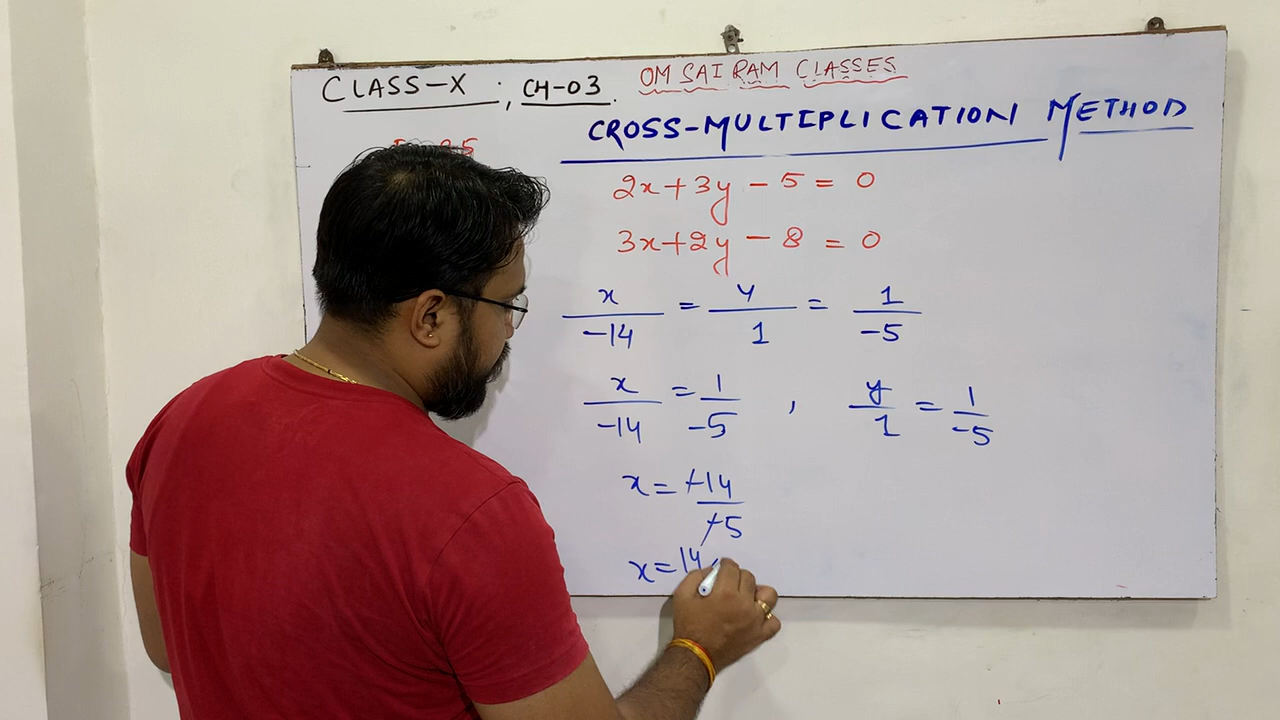 CLASS-X ; CH-03. OM SAI RAM CLASSES
CROSS-MULTIPLICATION METHOD
2x+3y-5=0
3x+2y-8=0
x/-14 = y/1 = 1/-5
x/-14 = 1/-5 , y/1 = 1/-5
x = -14/-5
x = 14